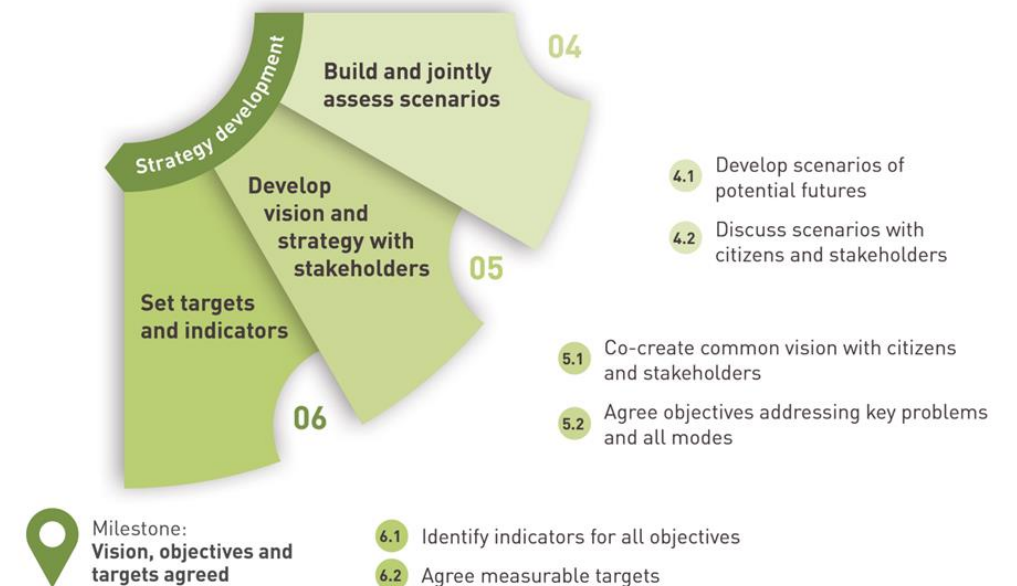 Strategy development
04
Build and jointly
assess scenarios
4.1
Develop scenarios of
potential futures
4.2
Discuss scenarios with
citizens and stakeholders
Develop
vision and
strategy with
stakeholders
05
5.1
Co-create common vision with citizens
and stakeholders
5.2
Agree objectives addressing key problems
and all modes
Set targets
and indicators
06
Milestone:
Vision, objectives and
targets agreed
6.1 Identify indicators for all objectives
6.2 Agree measurable targets